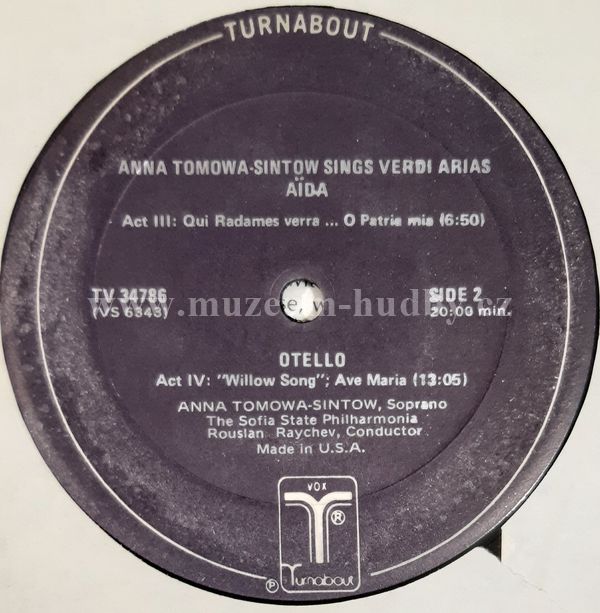 TURNABOUT
ANNA TOMOWA-SINTOW SINGS VERDI ARIAS
AÏDA
Act III: Qui Radames verra ... O Patria mia (6:50)
TV 34786
(VS 6343)
SIDE 2
20:00 min.
www.muzeem-hudby.cz
OTELLO
Act IV: "Willow Song"; Ave Maria (13:05)
ANNA TOMOWA-SINTOW, Soprano
The Sofia State Philharmonia
Rouslan Raychev, Conductor
Made in U.S.A.
VOX
T®
℗
Turnabout